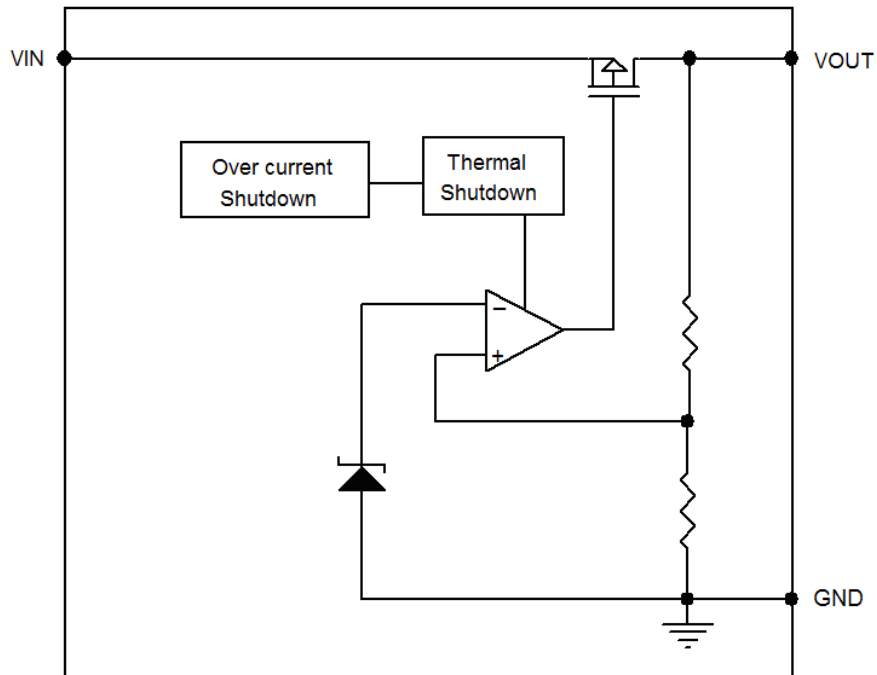 VIN
VOUT
Over current
Shutdown
Thermal
Shutdown
−
+
GND